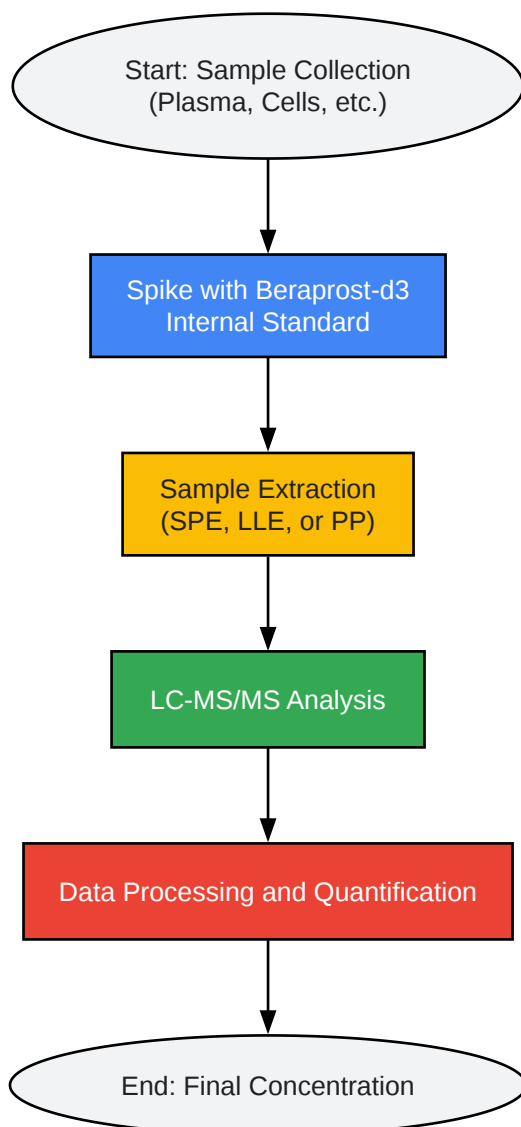 Start: Sample Collection
(Plasma, Cells, etc.)
Spike with Beraprost-d3
Internal Standard
Sample Extraction
(SPE, LLE, or PP)
LC-MS/MS Analysis
Data Processing and Quantification
End: Final Concentration